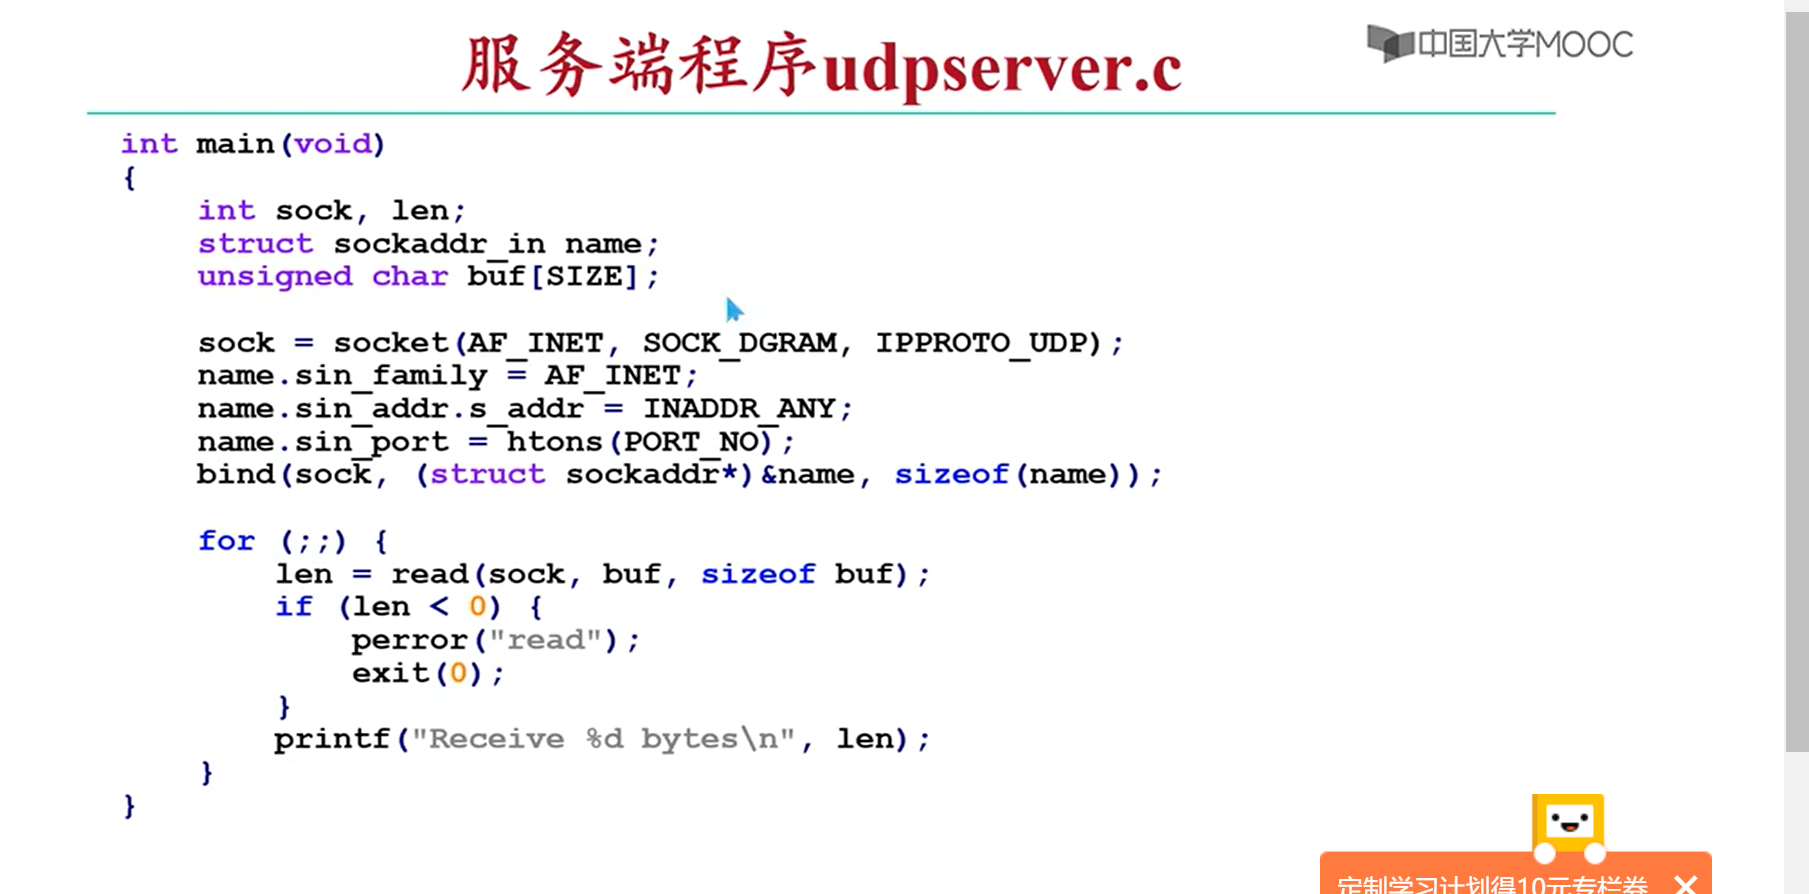 服务端程序udpserver.c
中国大学MOOC
int main(void)
{
    int sock, len;
    struct sockaddr_in name;
    unsigned char buf[SIZE];

    sock = socket(AF_INET, SOCK_DGRAM, IPPROTO_UDP);
    name.sin_family = AF_INET;
    name.sin_addr.s_addr = INADDR_ANY;
    name.sin_port = htons(PORT_NO);
    bind(sock, (struct sockaddr*)&name, sizeof(name));

    for (;;) {
        len = read(sock, buf, sizeof buf);
        if (len < 0) {
            perror("read");
            exit(0);
        }
        printf("Receive %d bytes\n", len);
    }
}
定制学习计划得10元专栏券